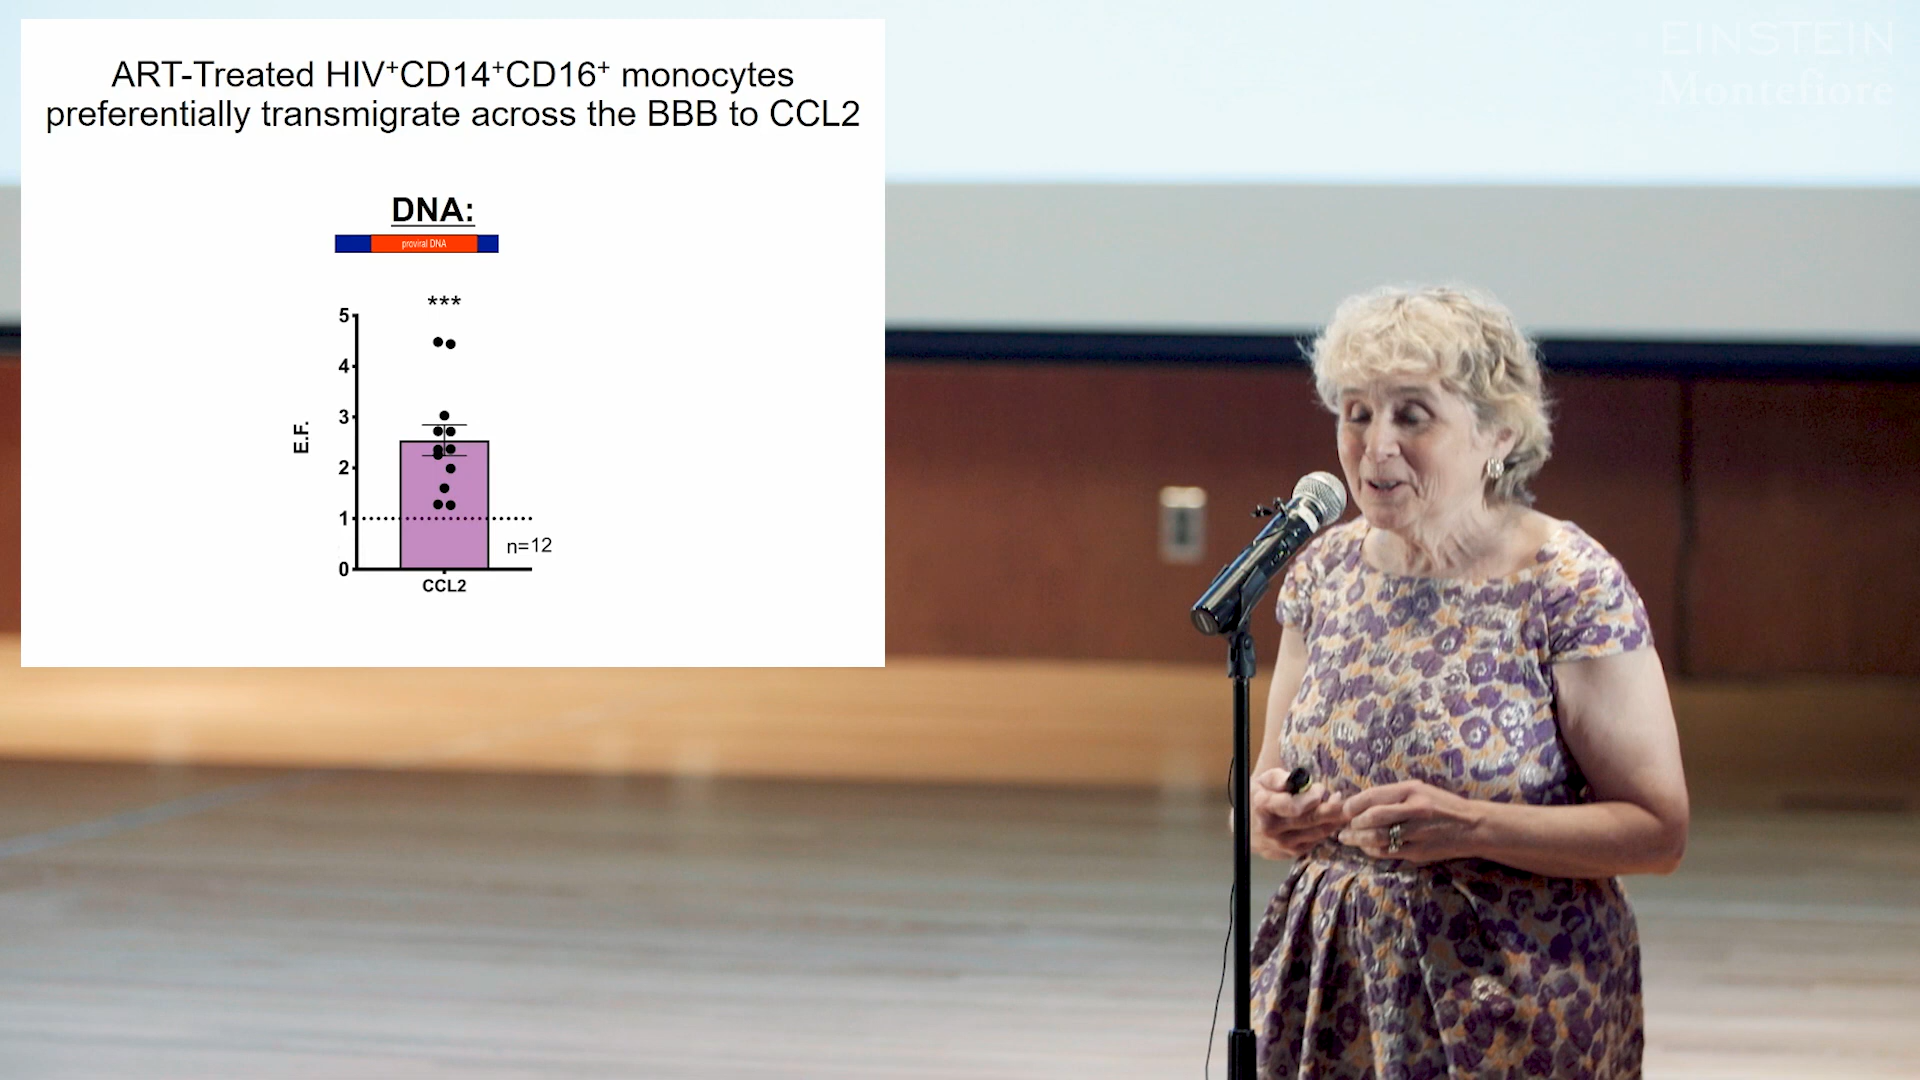 EINSTEIN
Montefiore
ART-Treated HIV⁺CD14⁺CD16⁺ monocytes
preferentially transmigrate across the BBB to CCL2
DNA:
proviral DNA
***
5
4
3
2
1
0
E.F.
n=12
CCL2